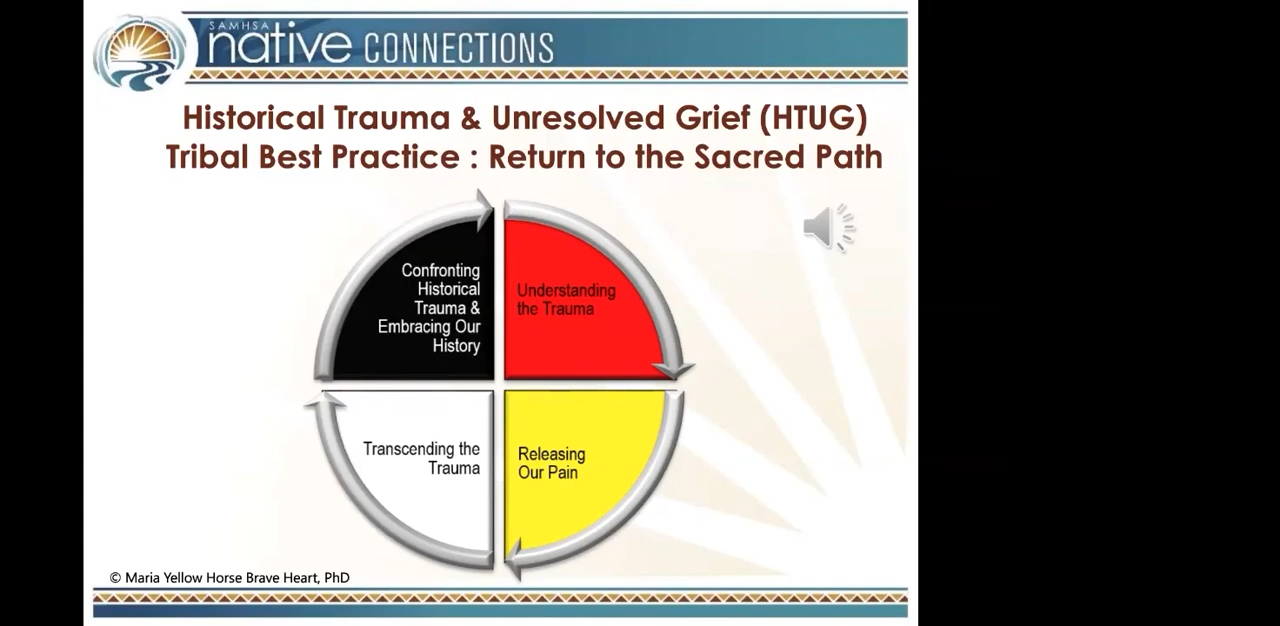 SAMHSA
native CONNECTIONS
Historical Trauma & Unresolved Grief (HTUG)
Tribal Best Practice : Return to the Sacred Path
Confronting
Historical
Trauma &
Embracing Our
History
Understanding
the Trauma
Transcending the
Trauma
Releasing
Our Pain
© Maria Yellow Horse Brave Heart, PhD